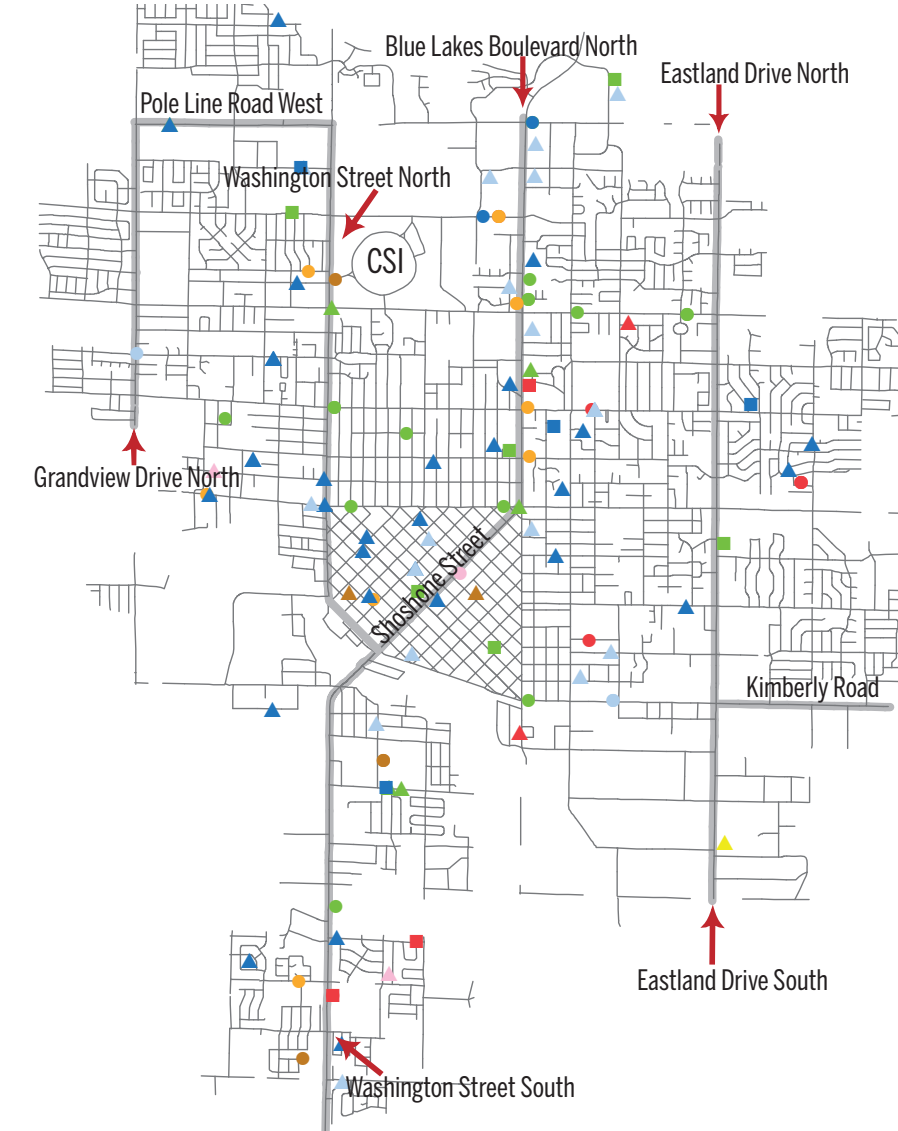 Blue Lakes Boulevard North
Eastland Drive North
Pole Line Road West
Washington Street North
CSI
Grandview Drive North
Shoshone Street
Kimberly Road
Eastland Drive South
Washington Street South